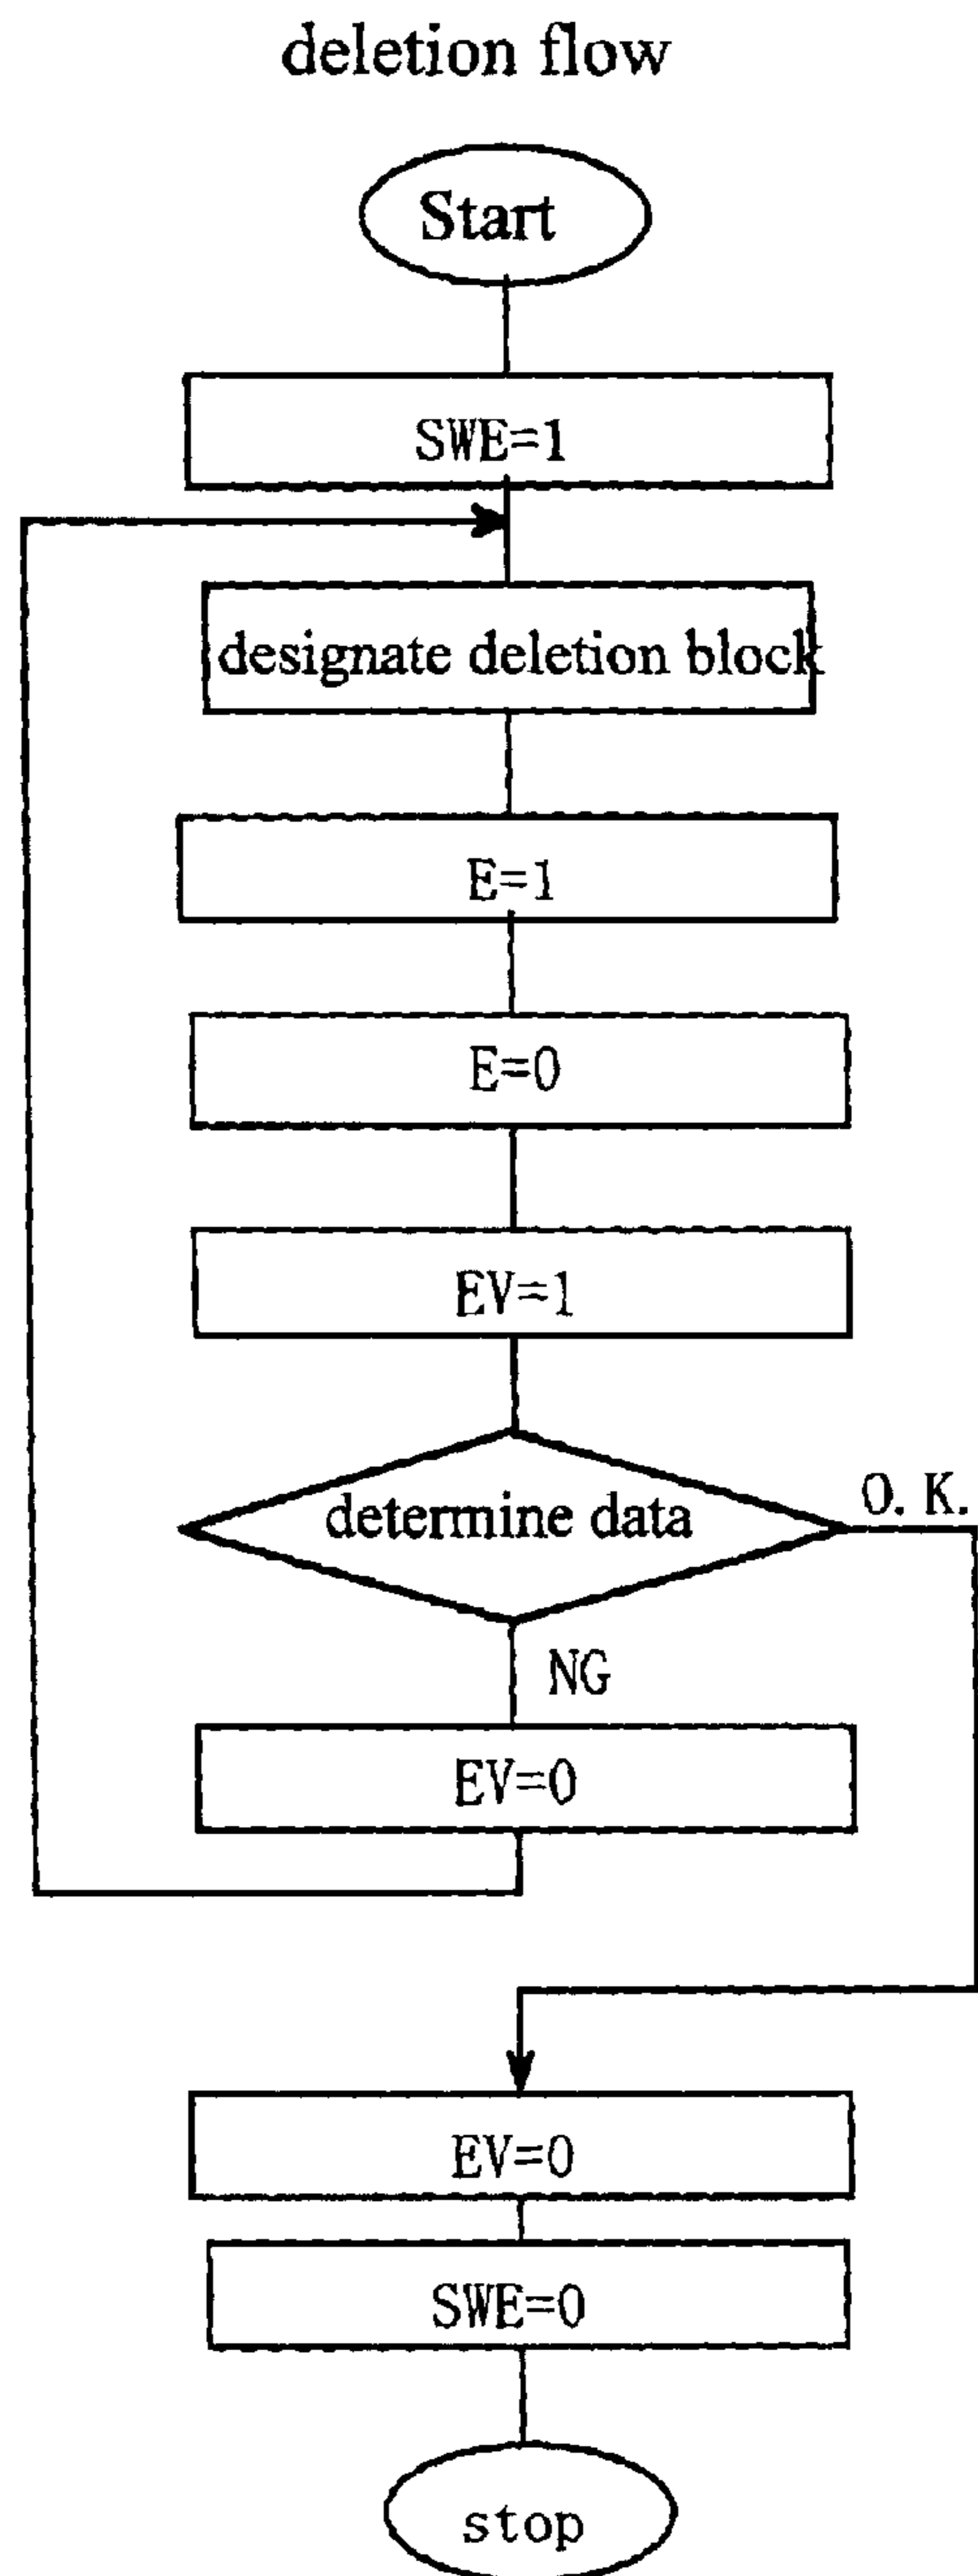 deletion flow
Start
SWE=1
designate deletion block
E=1
E=0
EV=1
determine data
O. K.
NG
EV=0
EV=0
SWE=0
stop